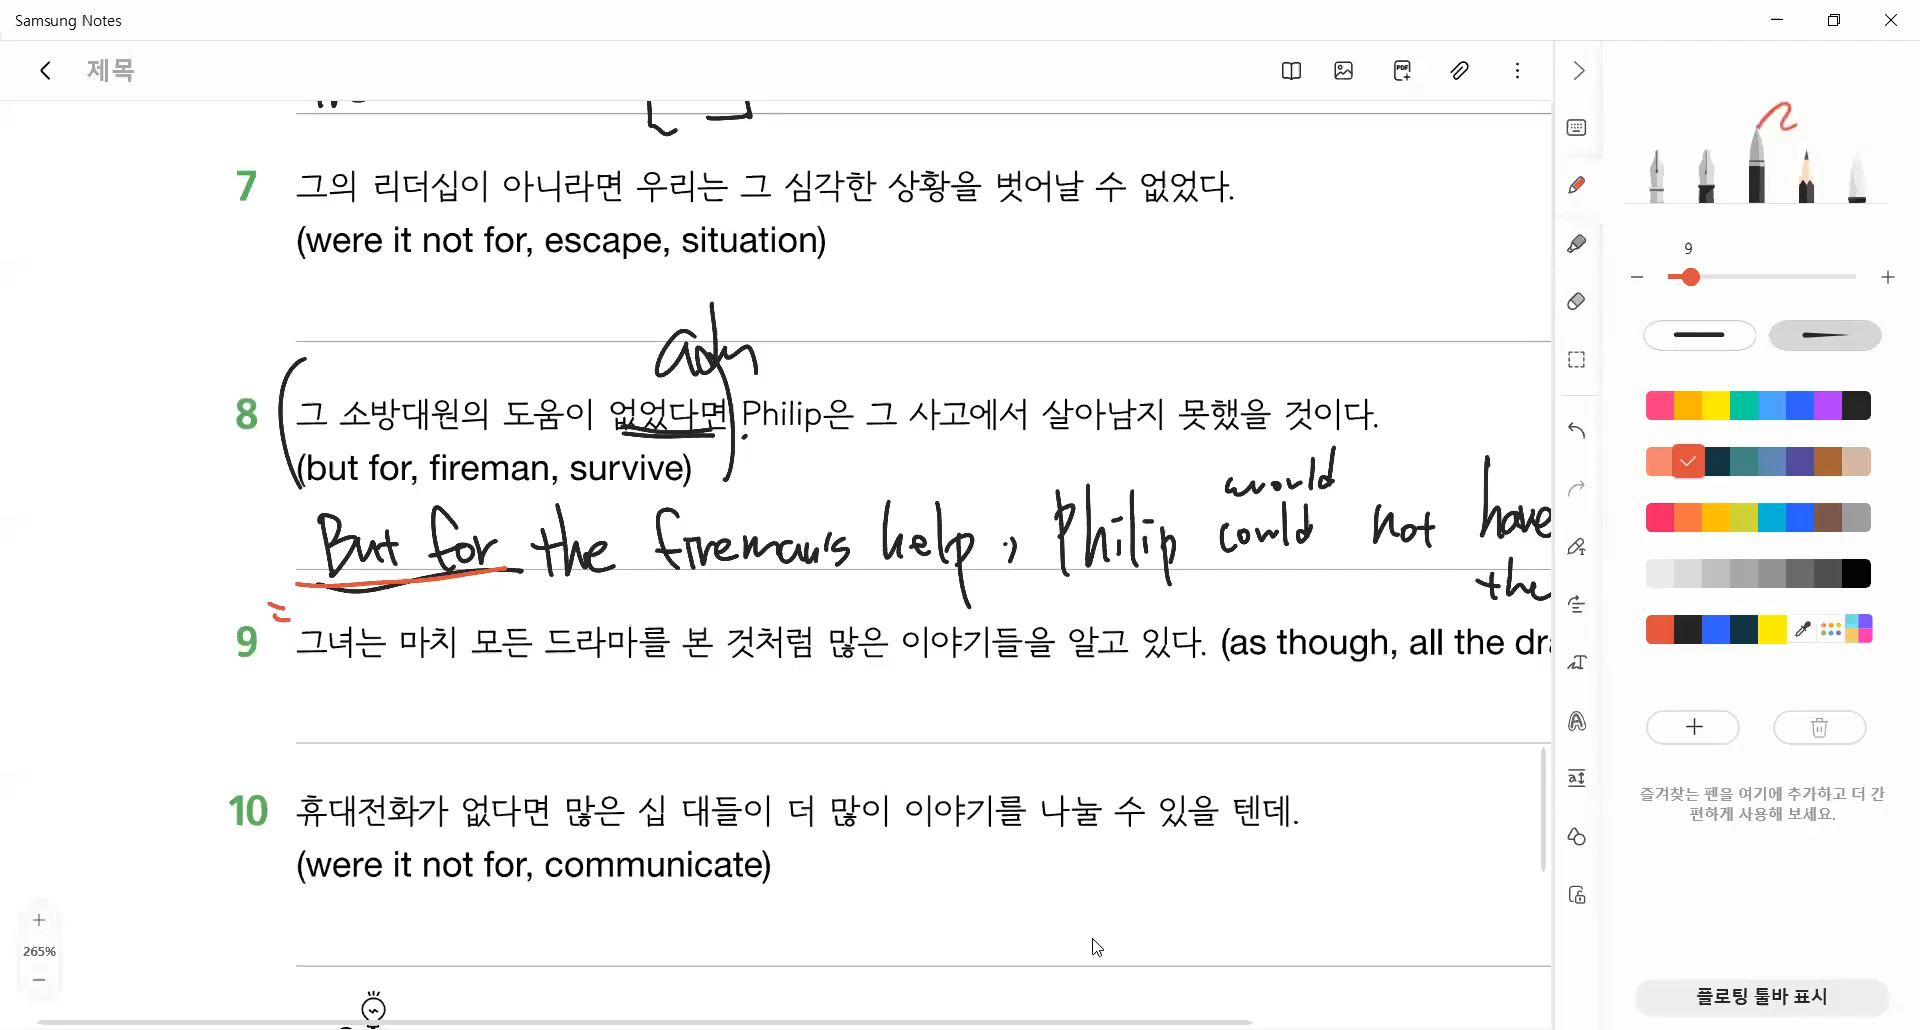 Samsung Notes
제목
7 그의 리더십이 아니라면 우리는 그 심각한 상황을 벗어날 수 없었다.
(were it not for, escape, situation)
adv
8 그 소방대원의 도움이 없었다면 Philip은 그 사고에서 살아남지 못했을 것이다.
(but for, fireman, survive)
would
But for the fireman's help, Philip could not have
the
9 그녀는 마치 모든 드라마를 본 것처럼 많은 이야기들을 알고 있다. (as though, all the dra
10 휴대전화가 없다면 많은 십 대들이 더 많이 이야기를 나눌 수 있을 텐데.
(were it not for, communicate)
265%
PDF
9
즐겨찾는 펜을 여기에 추가하고 더 간
편하게 사용해 보세요.
플로팅 툴바 표시